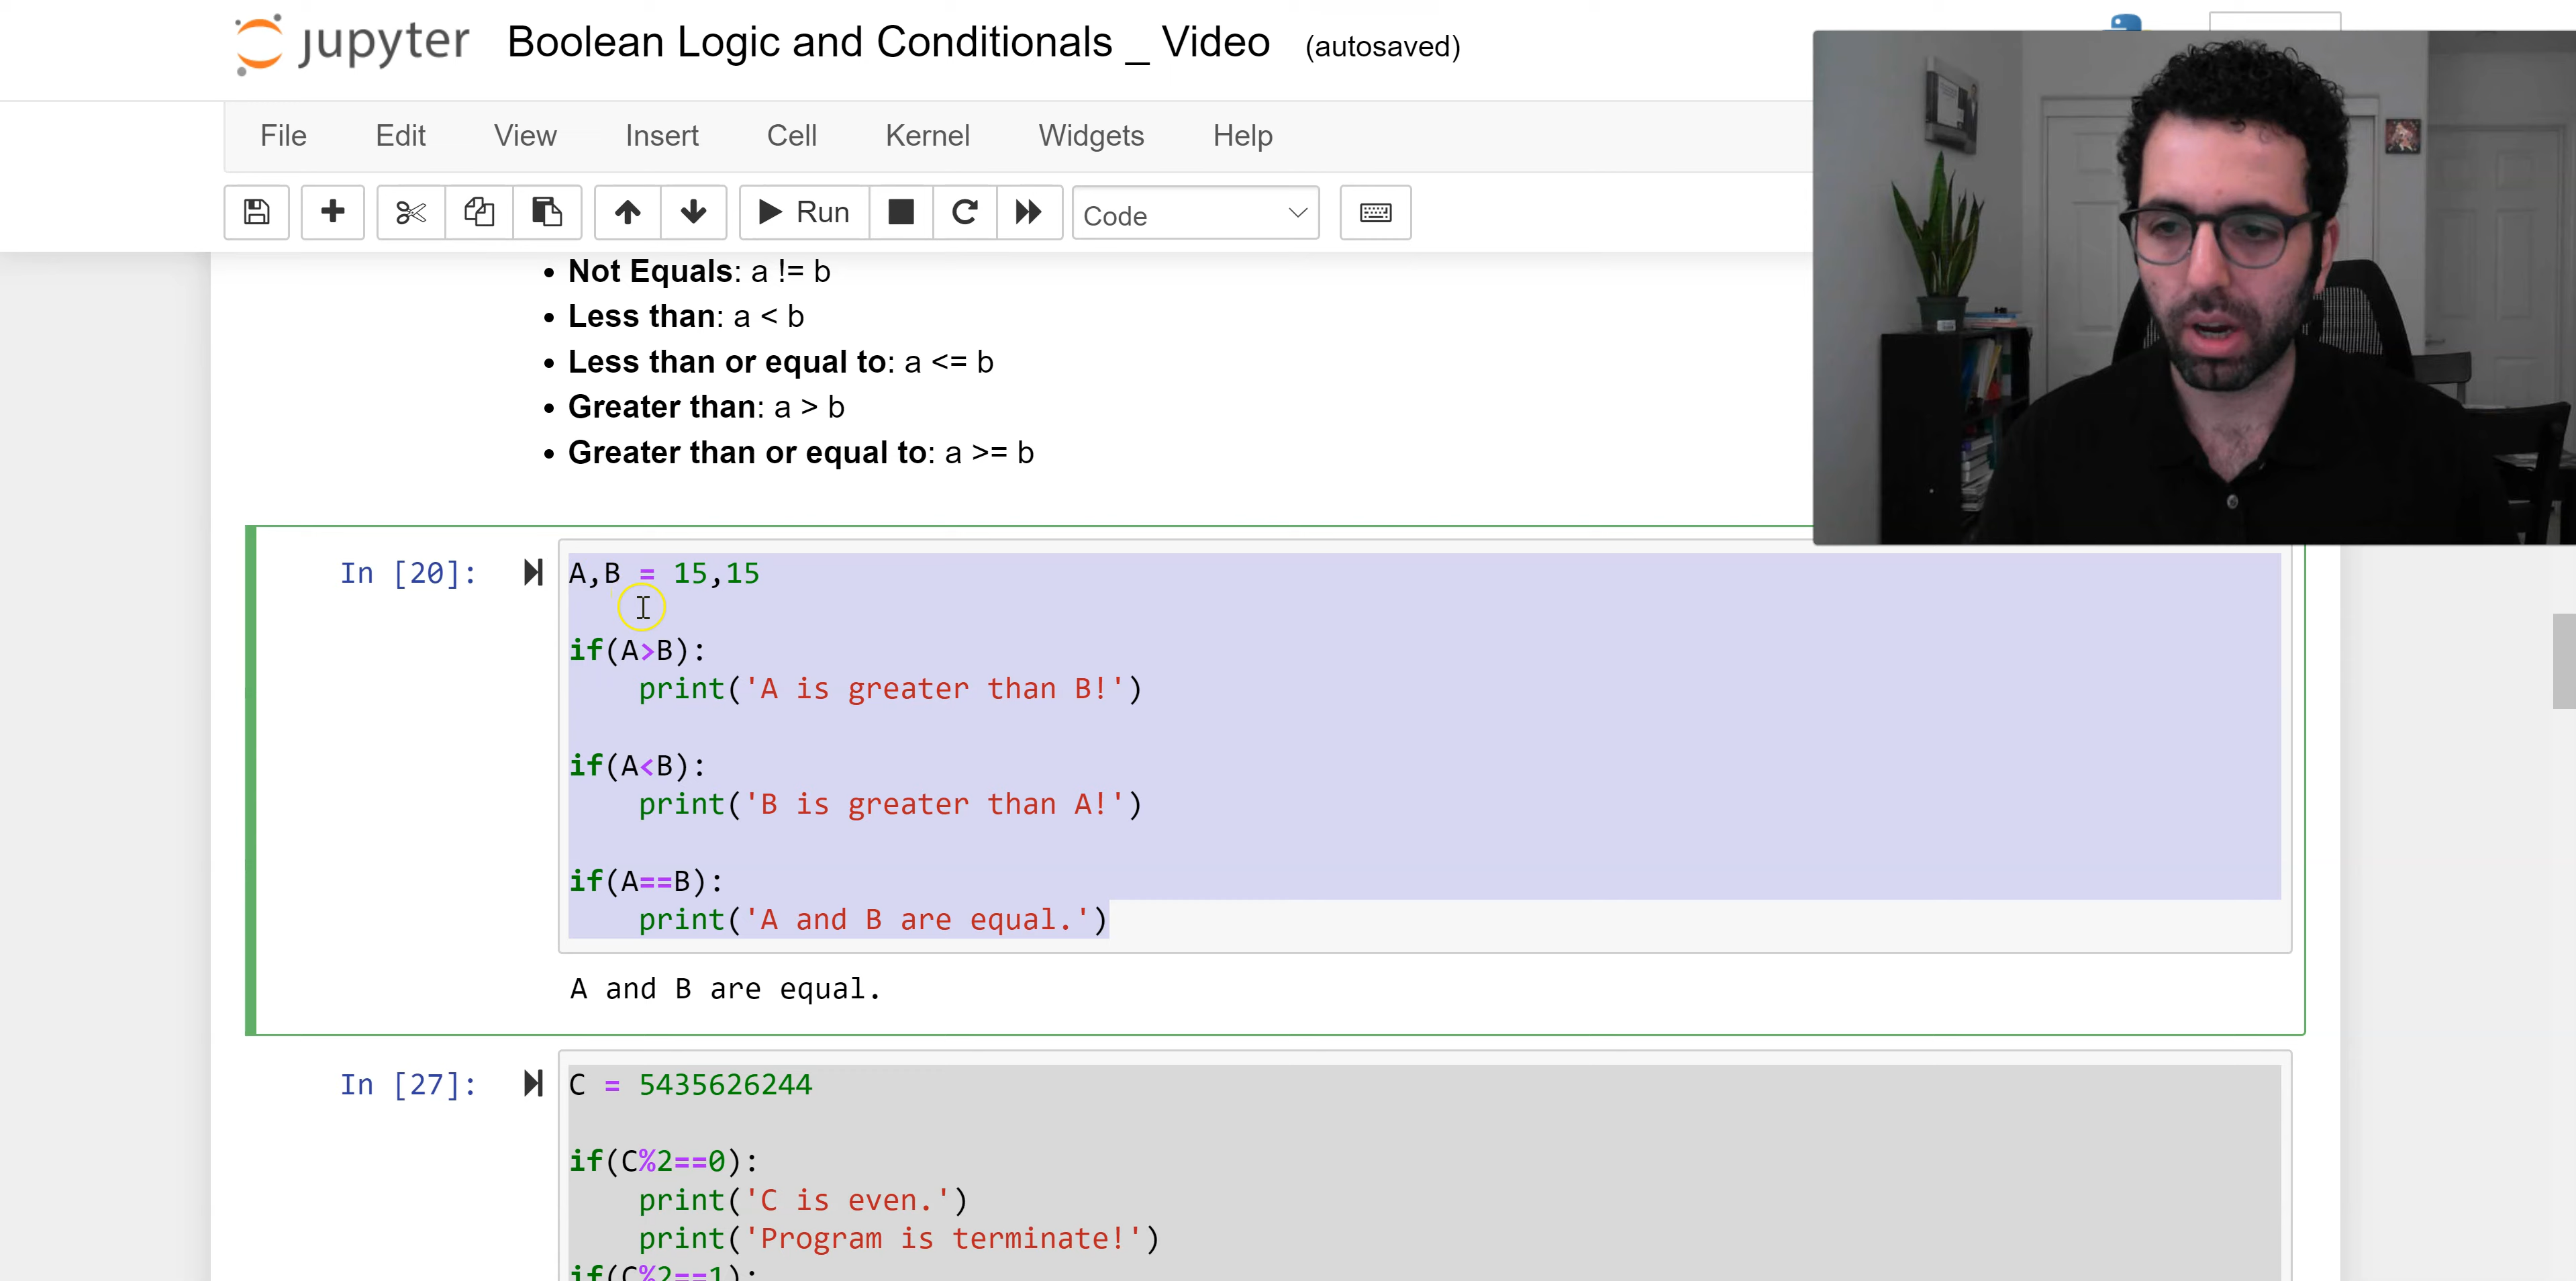 jupyter Boolean Logic and Conditionals _ Video (autosaved)
File Edit View Insert Cell Kernel Widgets Help
Run Code
• Not Equals: a != b
• Less than: a < b
• Less than or equal to: a <= b
• Greater than: a > b
• Greater than or equal to: a >= b
In [20]: A,B = 15,15
if(A>B):
print('A is greater than B!')
if(A<B):
print('B is greater than A!')
if(A==B):
print('A and B are equal.')
A and B are equal.
In [27]: C = 5435626244
if(C%2==0):
print('C is even.')
print('Program is terminate!')
if(C%2==1):